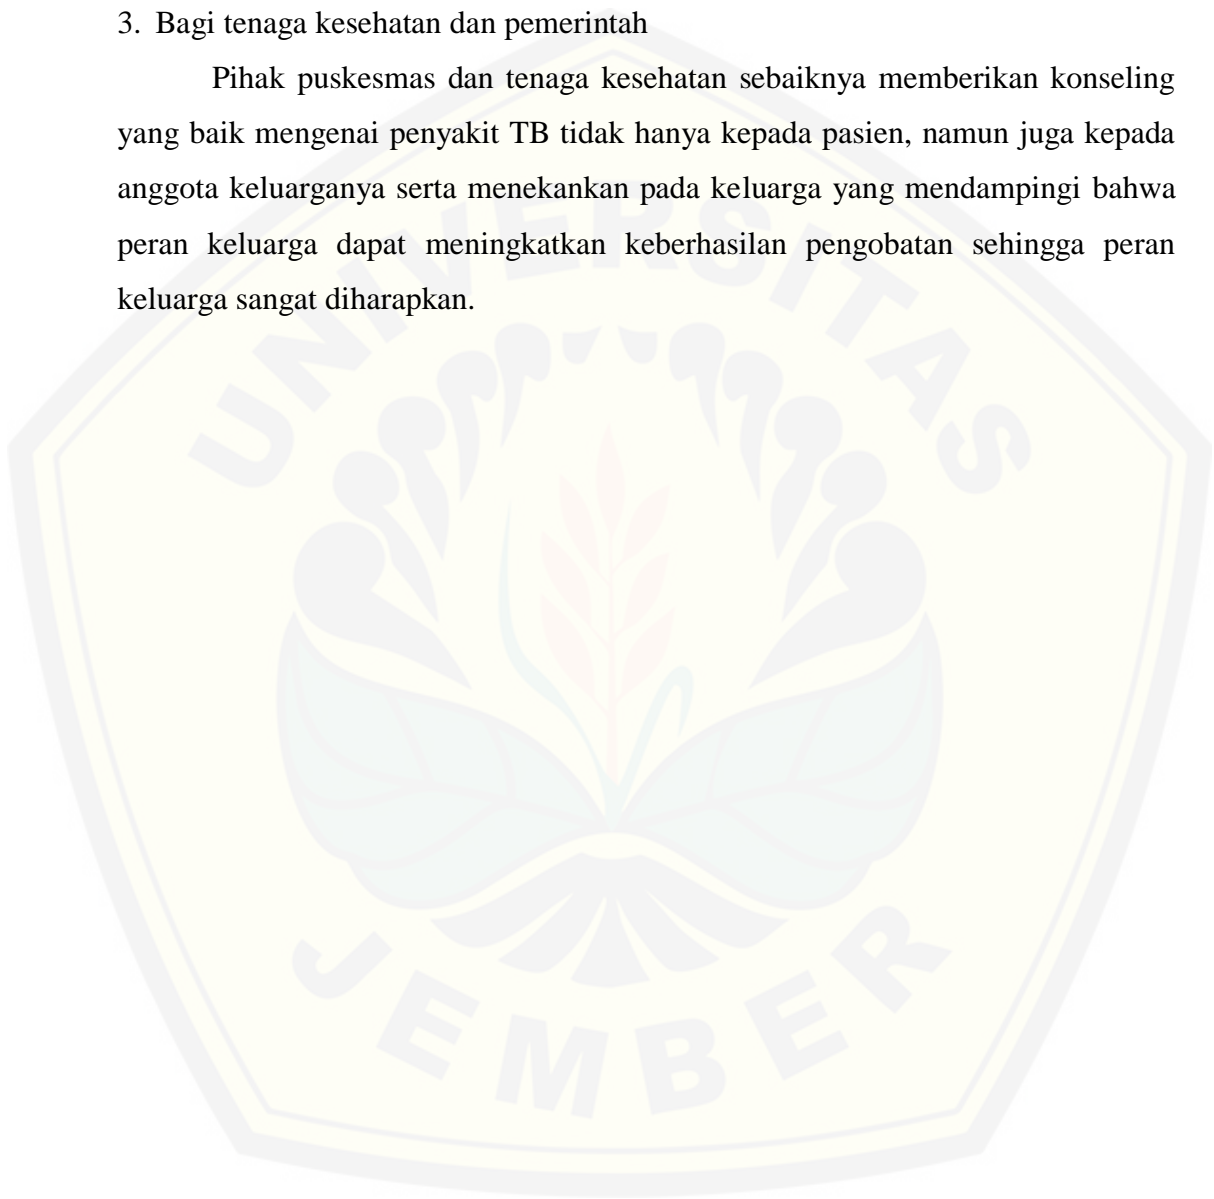 3. Bagi tenaga kesehatan dan pemerintah
Pihak puskesmas dan tenaga kesehatan sebaiknya memberikan konseling
yang baik mengenai penyakit TB tidak hanya kepada pasien, namun juga kepada
anggota keluarganya serta menekankan pada keluarga yang mendampingi bahwa
peran keluarga dapat meningkatkan keberhasilan pengobatan sehingga peran
keluarga sangat diharapkan.
UNIVERSITAS
JEMBER